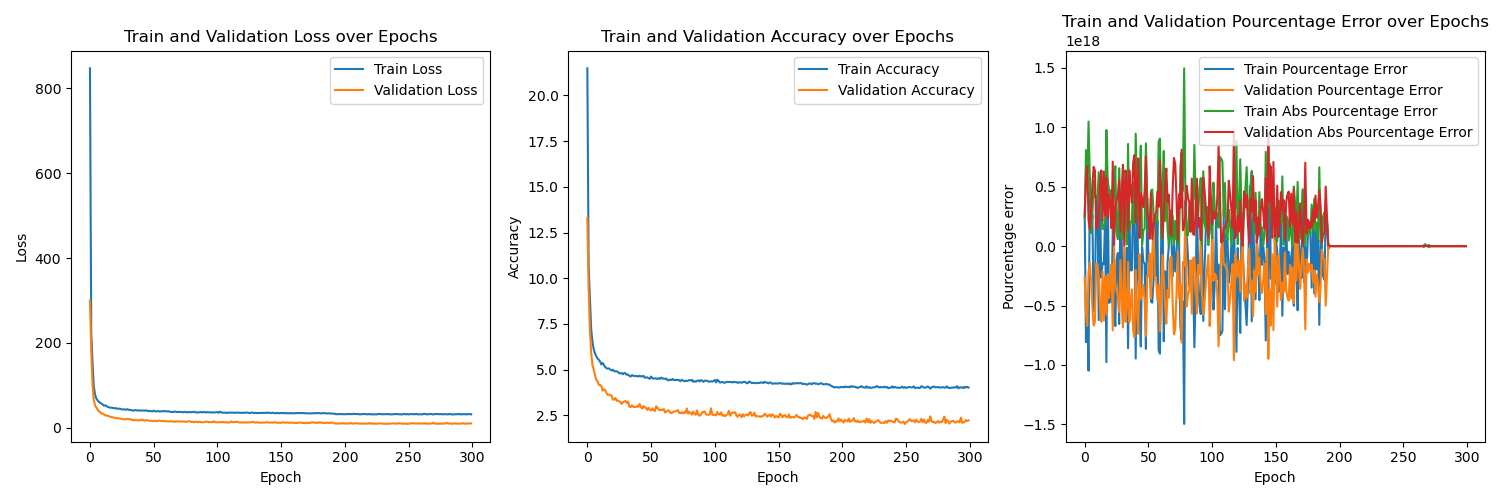 Train and Validation Loss over Epochs
Train Loss
Validation Loss
800
600
400
200
0
Loss
0 50 100 150 200 250 300
Epoch
Train and Validation Accuracy over Epochs
Train Accuracy
Validation Accuracy
20.0
17.5
15.0
12.5
10.0
7.5
5.0
2.5
Accuracy
0 50 100 150 200 250 300
Epoch
Train and Validation Pourcentage Error over Epochs
1e18
Train Pourcentage Error
Validation Pourcentage Error
Train Abs Pourcentage Error
Validation Abs Pourcentage Error
1.5
1.0
0.5
0.0
−0.5
−1.0
−1.5
Pourcentage error
0 50 100 150 200 250 300
Epoch